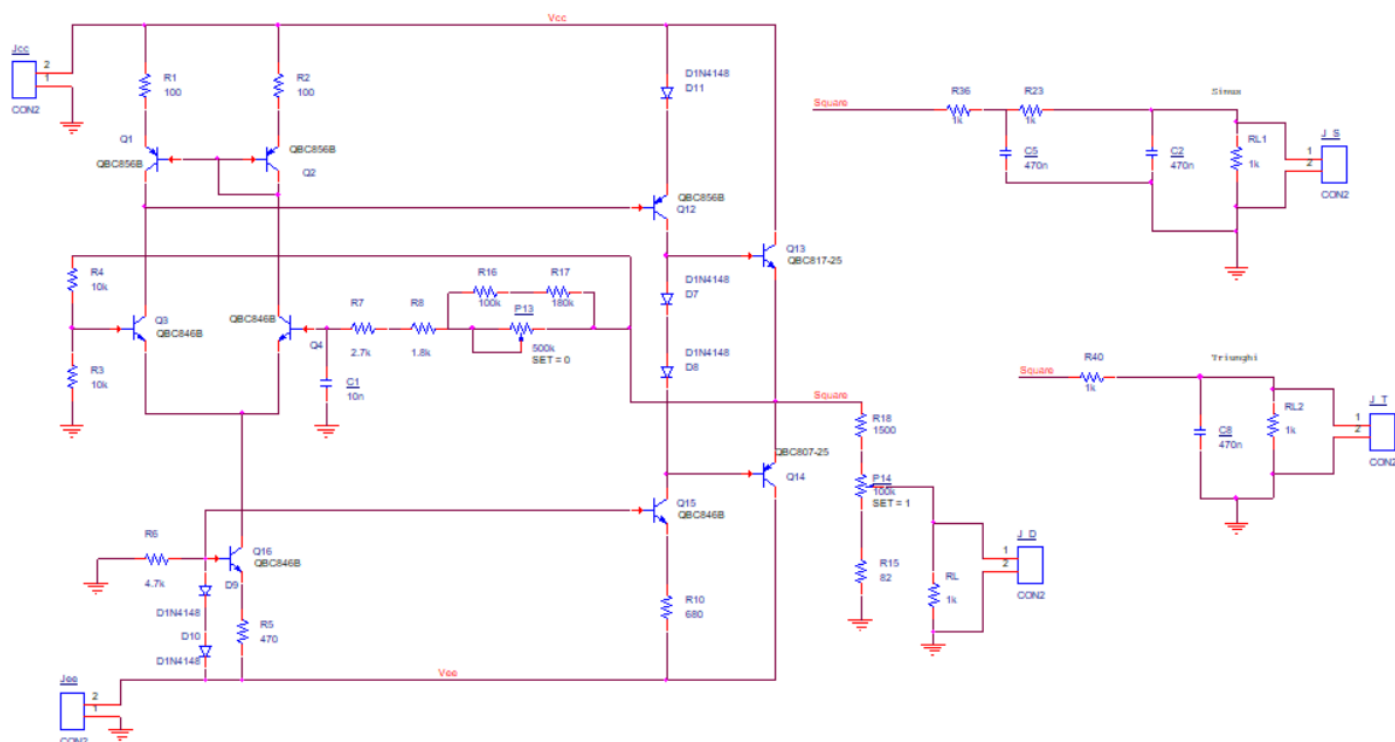 Vcc
Jcc
2
1
CON2
R1
100
R2
100
D1N4148
D11
Q1
QBC856B
QBC856B
Q2
QBC856B
Q12
Q13
QBC817-25
R4
10k
Q3
QBC846B
QBC846B
Q4
R7
2.7k
R8
1.8k
R16
100k
R17
180k
P13
500k
SET = 0
D1N4148
D7
D1N4148
D8
R3
10k
C1
10n
Square
R18
1500
QBC807-25
Q14
P14
100k
SET = 1
Q15
QBC846B
R6
4.7k
Q16
QBC846B
D9
D1N4148
D10
D1N4148
R5
470
R10
680
R15
82
RL
1k
J_D
1
2
CON2
Vee
Jee
2
1
CON2
Square
R36
1k
R23
1k
Sinus
C5
470n
C2
470n
RL1
1k
J_S
1
2
CON2
Square
R40
1k
Triunghi
C8
470n
RL2
1k
J_T
1
2
CON2